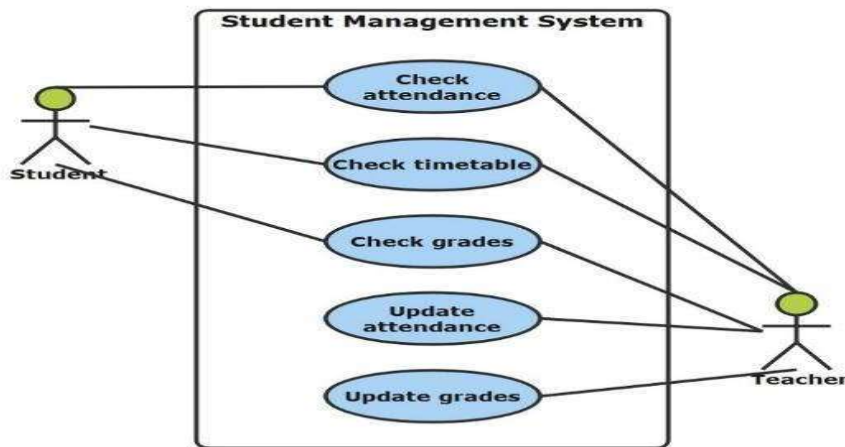 Student Management System
Check
attendance
Check timetable
Student
Check grades
Update
attendance
Teacher
Update grades